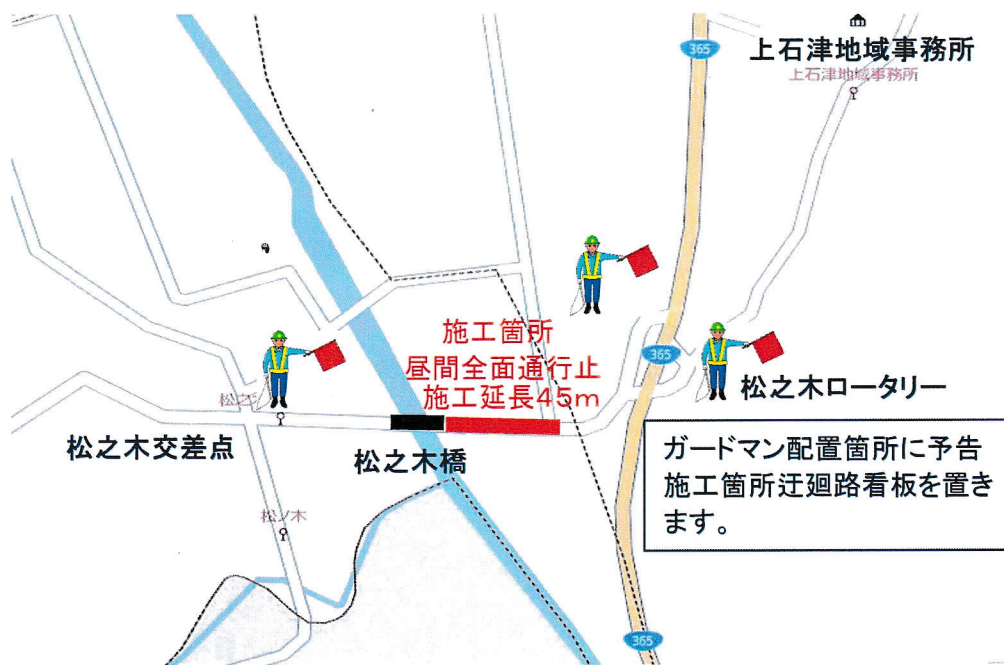 365
上石津地域事務所
上石津地域事務所
施工箇所
昼間全面通行止
施工延長45m
365
松之木ロータリー
松之木交差点
松之木橋
ガードマン配置箇所に予告
施工箇所迂廻路看板を置き
ます。
松ノ木
365